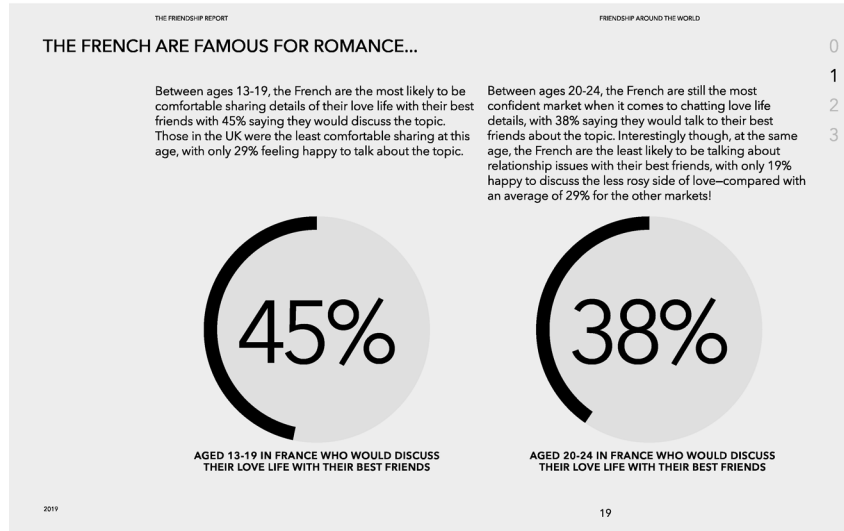 THE FRIENDSHIP REPORT
FRIENDSHIP AROUND THE WORLD
THE FRENCH ARE FAMOUS FOR ROMANCE...
0
1
2
3
Between ages 13-19, the French are the most likely to be
comfortable sharing details of their love life with their best
friends with 45% saying they would discuss the topic.
Those in the UK were the least comfortable sharing at this
age, with only 29% feeling happy to talk about the topic.
Between ages 20-24, the French are still the most
confident market when it comes to chatting love life
details, with 38% saying they would talk to their best
friends about the topic. Interestingly though, at the same
age, the French are the least likely to be talking about
relationship issues with their best friends, with only 19%
happy to discuss the less rosy side of love—compared with
an average of 29% for the other markets!
45%
AGED 13-19 IN FRANCE WHO WOULD DISCUSS
THEIR LOVE LIFE WITH THEIR BEST FRIENDS
38%
AGED 20-24 IN FRANCE WHO WOULD DISCUSS
THEIR LOVE LIFE WITH THEIR BEST FRIENDS
2019
19